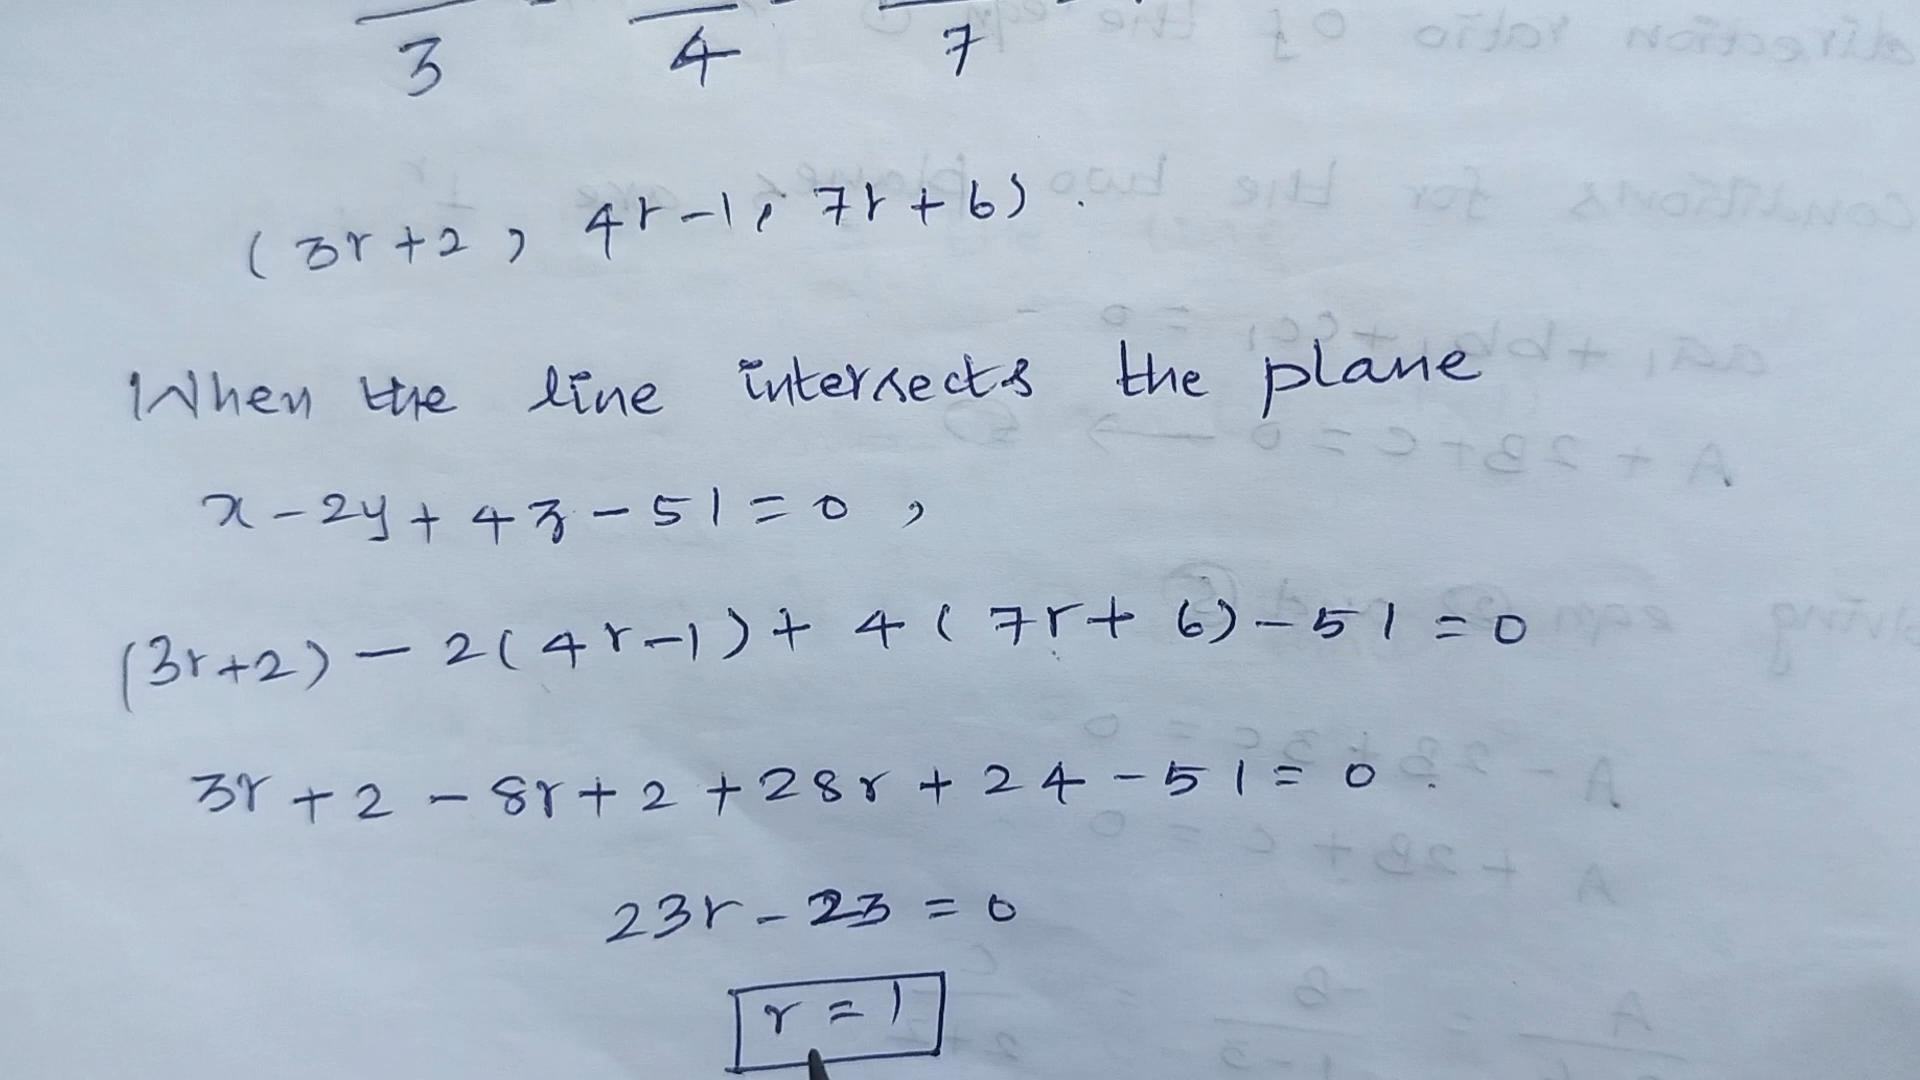 3 4 7
(3r+2, 4r-1, 7r+6).
When the line intersects the plane
x-2y+4z-51=0,
(3r+2)-2(4r-1)+4(7r+6)-51=0
3r+2-8r+2+28r+24-51=0
23r-23=0
r=1